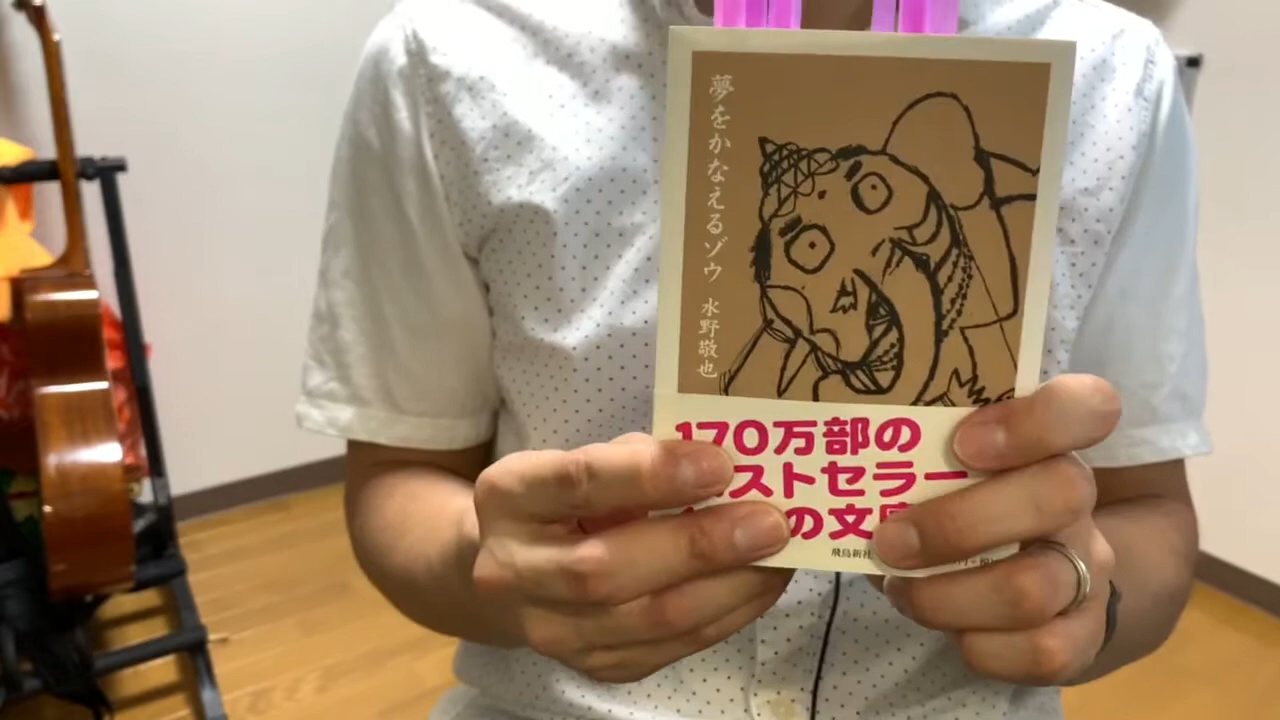 夢をかなえるゾウ
水野敬也
170万部の
ストセラー
の文
飛鳥新社